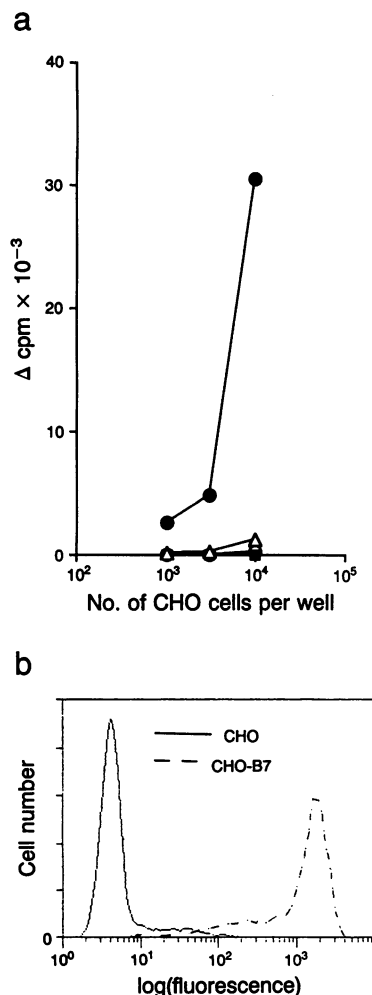 a
40
30
20
10
0
Δ cpm × 10⁻³
10² 10³ 10⁴ 10⁵
No. of CHO cells per well
b
CHO
CHO-B7
Cell number
0
10⁰ 10¹ 10² 10³
log(fluorescence)